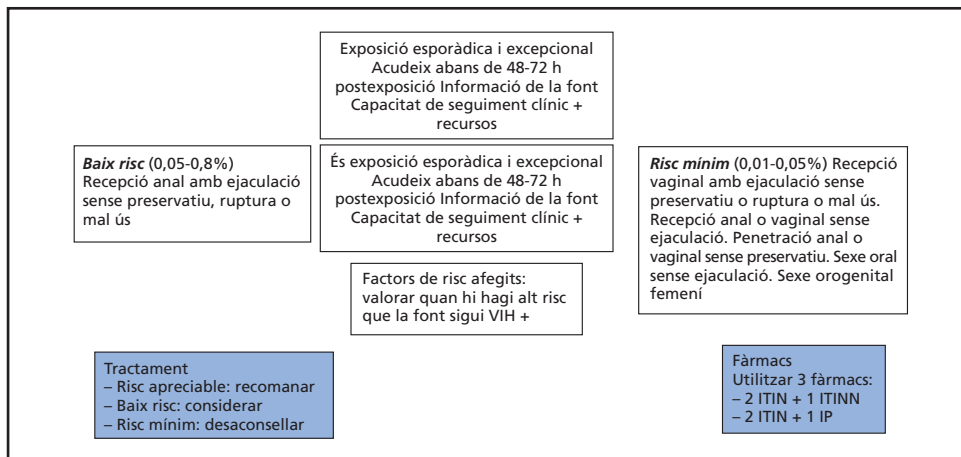 Exposició esporàdica i excepcional
Acudeix abans de 48-72 h
postexposició Informació de la font
Capacitat de seguiment clínic +
recursos
Baix risc (0,05-0,8%)
Recepció anal amb ejaculació
sense preservatiu, ruptura o
mal ús
És exposició esporàdica i excepcional
Acudeix abans de 48-72 h
postexposició Informació de la font
Capacitat de seguiment clínic +
recursos
Risc mínim (0,01-0,05%) Recepció
vaginal amb ejaculació sense
preservatiu o ruptura o mal ús.
Recepció anal o vaginal sense
ejaculació. Penetració anal o
vaginal sense preservatiu. Sexe oral
sense ejaculació. Sexe orogenital
femení
Factors de risc afegits:
valorar quan hi hagi alt risc
que la font sigui VIH +
Tractament
– Risc apreciable: recomanar
– Baix risc: considerar
– Risc mínim: desaconsellar
Fàrmacs
Utilitzar 3 fàrmacs:
– 2 ITIN + 1 ITINN
– 2 ITIN + 1 IP